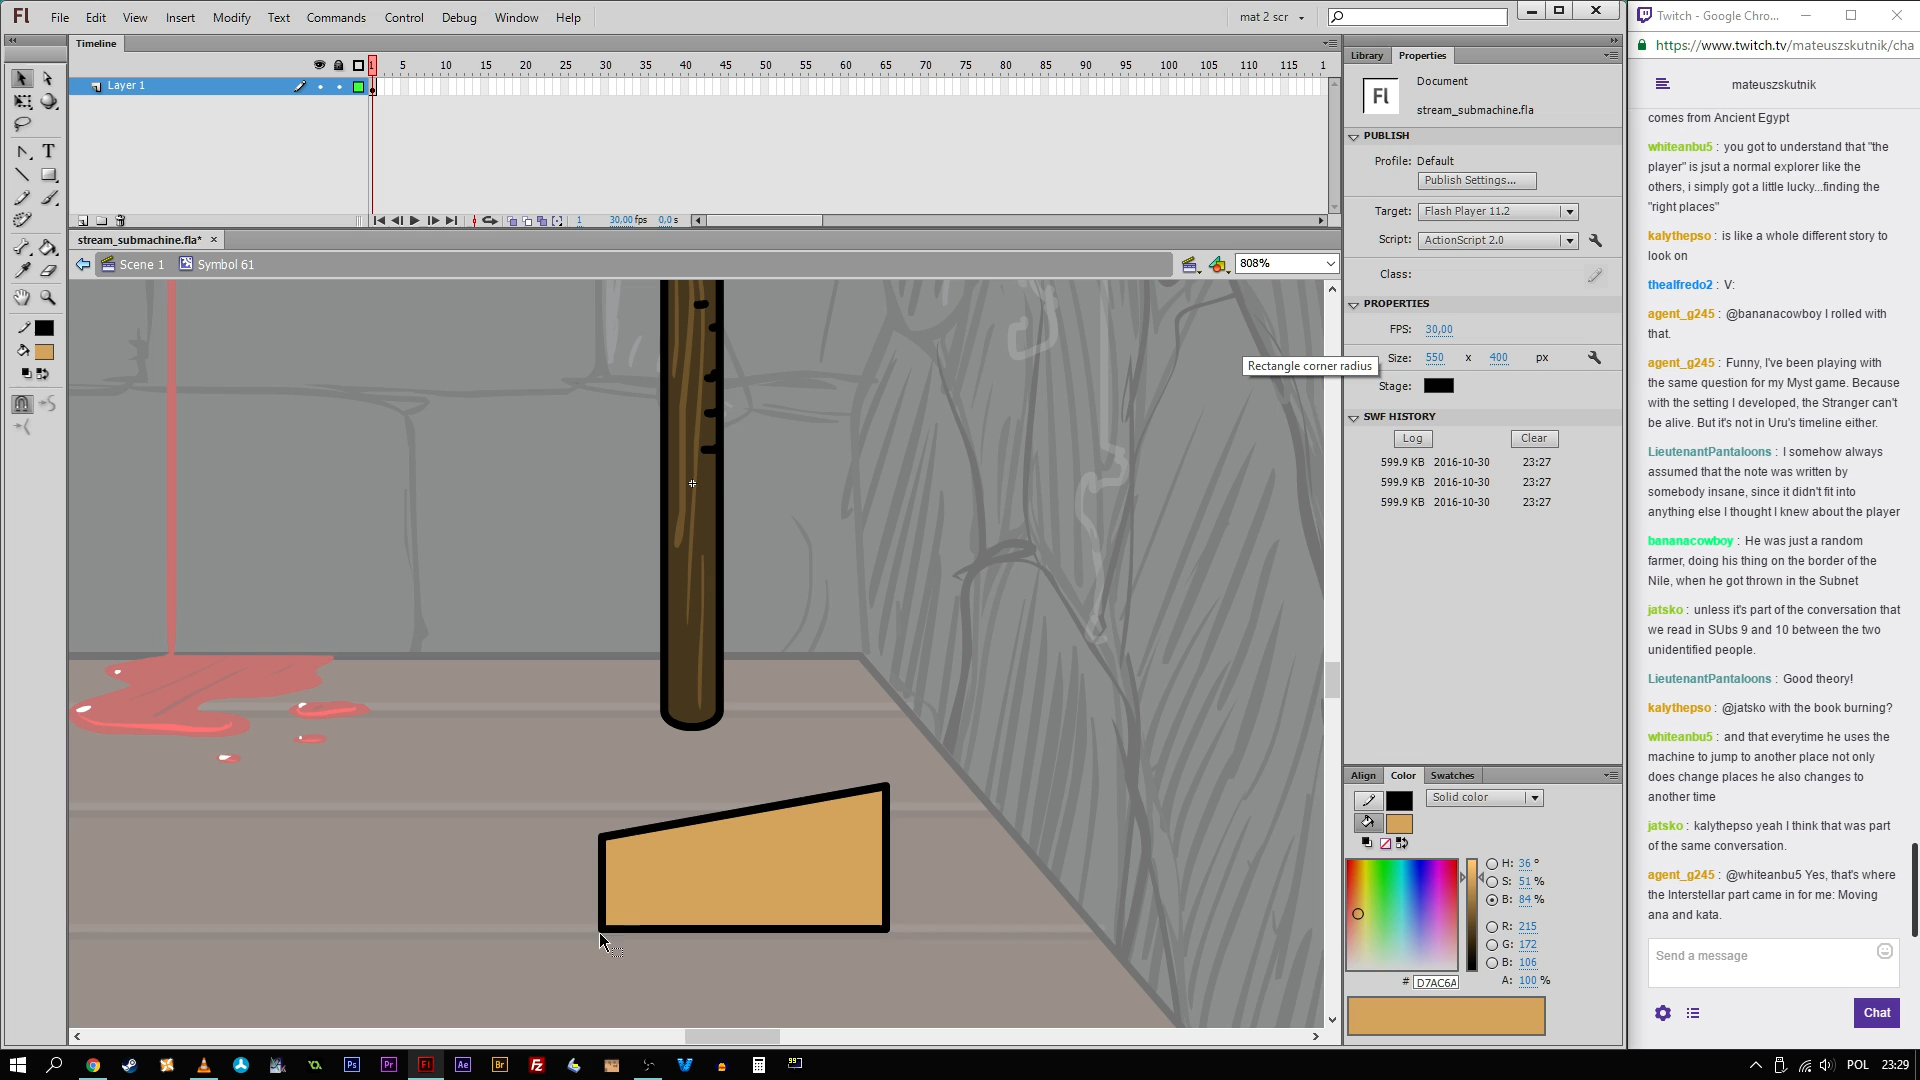 Fl File Edit View Insert Modify Text Commands Control Debug Window Help mat 2 scr
Timeline
1 5 10 15 20 25 30 35 40 45 50 55 60 65 70 75 80 85 90 95 100 105 110 115 1
Layer 1
1 30,00 fps 0,0 s
stream_submachine.fla*
Scene 1 Symbol 61 808%
Rectangle corner radius
Library Properties
Fl
Document
stream_submachine.fla
PUBLISH
Profile: Default
Publish Settings...
Target: Flash Player 11.2
Script: ActionScript 2.0
Class:
PROPERTIES
FPS: 30,00
Size: 550 x 400 px
Stage:
SWF HISTORY
Log Clear
599.9 KB 2016-10-30 23:27
599.9 KB 2016-10-30 23:27
599.9 KB 2016-10-30 23:27
Align Color Swatches
Solid color
H: 36 °
S: 51 %
B: 84 %
R: 215
G: 172
B: 106
# D7AC6A A: 100 %
Twitch - Google Chro...
https://www.twitch.tv/mateuszskutnik/cha
mateuszskutnik
comes from Ancient Egypt
whiteanbu5 : you got to understand that "the
player" is jsut a normal explorer like the
others, i simply got a little lucky...finding the
"right places"
kalythepso : is like a whole different story to
look on
thealfredo2 : V:
agent_g245 : @bananacowboy I rolled with
that.
agent_g245 : Funny, I've been playing with
the same question for my Myst game. Because
with the setting I developed, the Stranger can't
be alive. But it's not in Uru's timeline either.
LieutenantPantaloons : I somehow always
assumed that the note was written by
somebody insane, since it didn't fit into
anything else I thought I knew about the player
bananacowboy : He was just a random
farmer, doing his thing on the border of the
Nile, when he got thrown in the Subnet
jatsko : unless it's part of the conversation that
we read in SUbs 9 and 10 between the two
unidentified people.
LieutenantPantaloons : Good theory!
kalythepso : @jatsko with the book burning?
whiteanbu5 : and that everytime he uses the
machine to jump to another place not only
does change places he also changes to
another time
jatsko : kalythepso yeah I think that was part
of the same conversation.
agent_g245 : @whiteanbu5 Yes, that's where
the Interstellar part came in for me: Moving
ana and kata.
Send a message
Chat
Ps Pr Fl Ae Br Fz POL 23:29